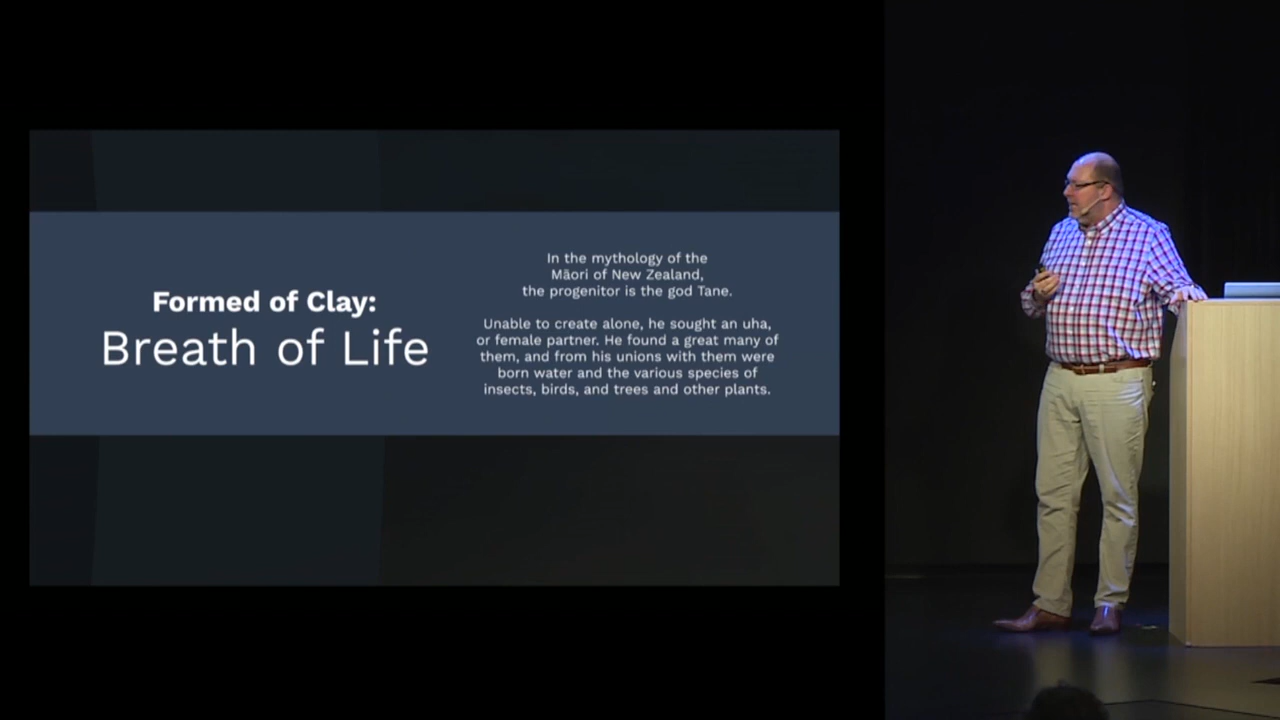 Formed of Clay:
Breath of Life
In the mythology of the
Māori of New Zealand,
the progenitor is the god Tane.
Unable to create alone, he sought an uha,
or female partner. He found a great many of
them, and from his unions with them were
born water and the various species of
insects, birds, and trees and other plants.